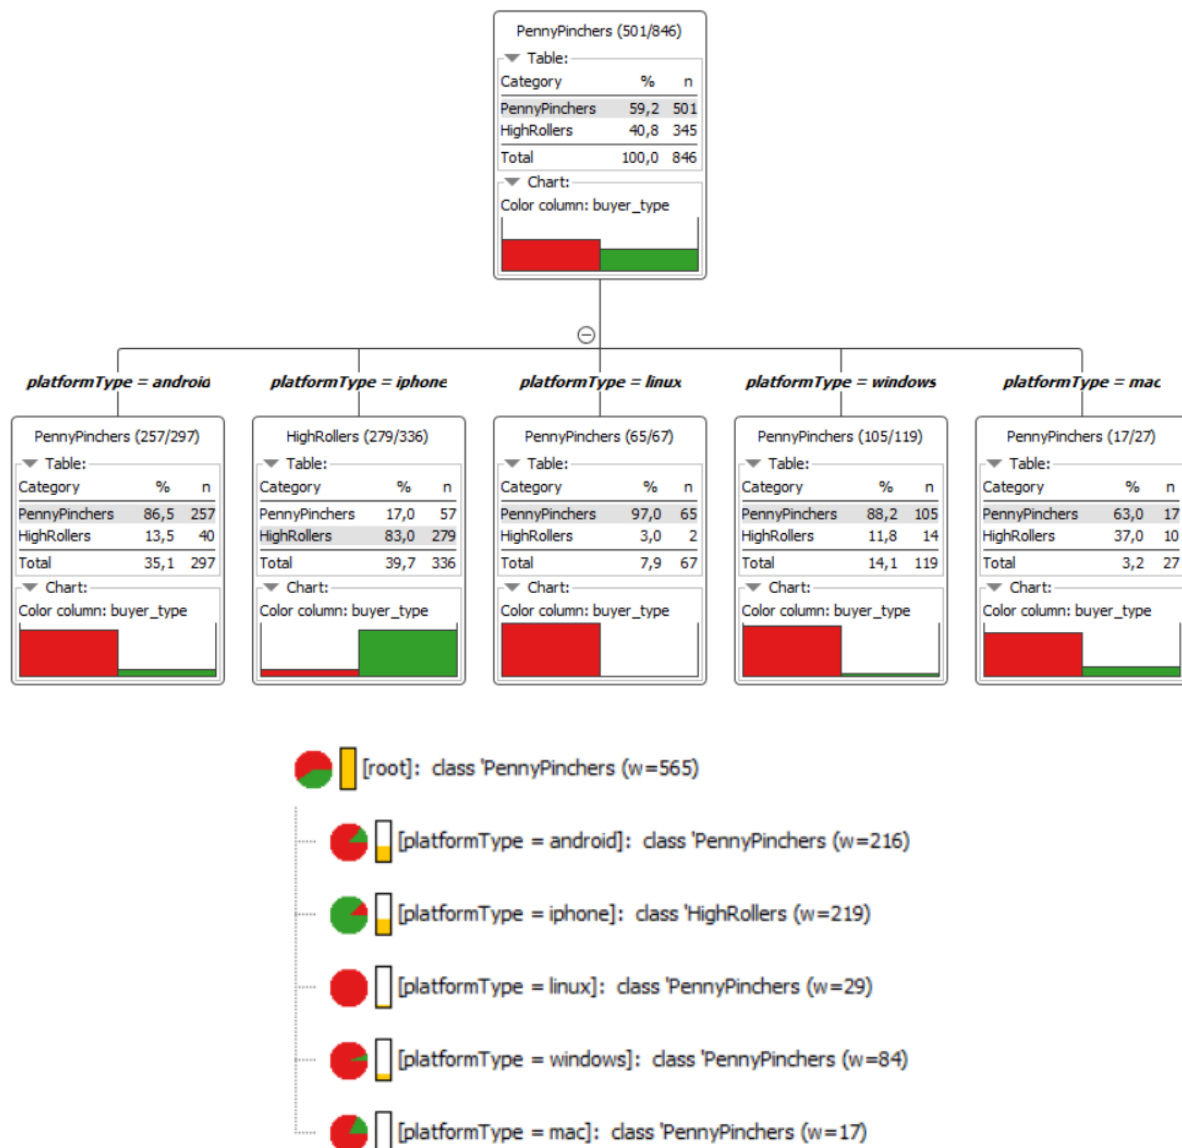 PennyPinchers (501/846)
Table:
Category % n
PennyPinchers 59,2 501
HighRollers 40,8 345
Total 100,0 846
Chart:
Color column: buyer_type
platformType = android
platformType = iphone
platformType = linux
platformType = windows
platformType = mac
PennyPinchers (257/297)
Table:
Category % n
PennyPinchers 86,5 257
HighRollers 13,5 40
Total 35,1 297
Chart:
Color column: buyer_type
HighRollers (279/336)
Table:
Category % n
PennyPinchers 17,0 57
HighRollers 83,0 279
Total 39,7 336
Chart:
Color column: buyer_type
PennyPinchers (65/67)
Table:
Category % n
PennyPinchers 97,0 65
HighRollers 3,0 2
Total 7,9 67
Chart:
Color column: buyer_type
PennyPinchers (105/119)
Table:
Category % n
PennyPinchers 88,2 105
HighRollers 11,8 14
Total 14,1 119
Chart:
Color column: buyer_type
PennyPinchers (17/27)
Table:
Category % n
PennyPinchers 63,0 17
HighRollers 37,0 10
Total 3,2 27
Chart:
Color column: buyer_type
[root]: class 'PennyPinchers (w=565)
[platformType = android]: class 'PennyPinchers (w=216)
[platformType = iphone]: class 'HighRollers (w=219)
[platformType = linux]: class 'PennyPinchers (w=29)
[platformType = windows]: class 'PennyPinchers (w=84)
[platformType = mac]: class 'PennyPinchers (w=17)